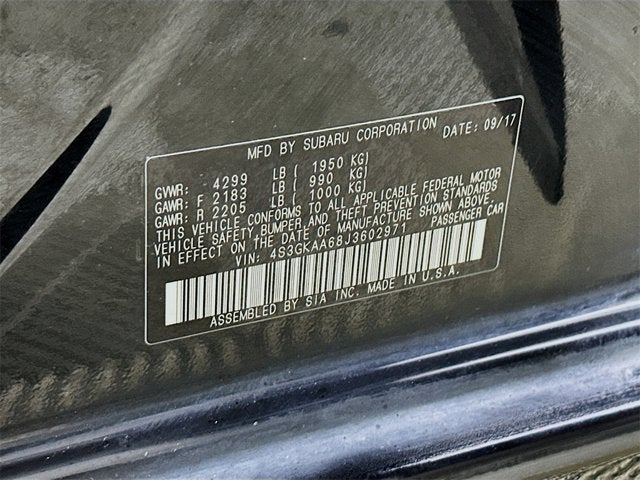 MFD BY SUBARU CORPORATION DATE: 09/17
GVWR: 4299 LB ( 1950 KG)
GAWR: F 2183 LB ( 990 KG)
GAWR: R 2205 LB ( 1000 KG)
THIS VEHICLE CONFORMS TO ALL APPLICABLE FEDERAL MOTOR
VEHICLE SAFETY, BUMPER, AND THEFT PREVENTION STANDARDS
IN EFFECT ON THE DATE OF MANUFACTURE SHOWN ABOVE.
VIN: 4S3GKAA68J3602971 PASSENGER CAR
ASSEMBLED BY SIA INC. MADE IN U.S.A.